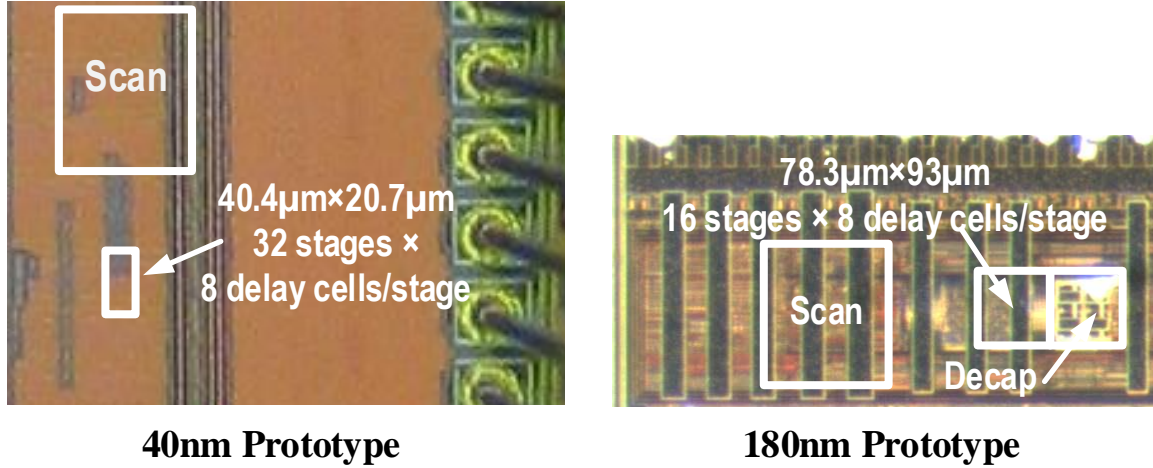 Scan
40.4µm×20.7µm
32 stages ×
8 delay cells/stage
40nm Prototype
78.3µm×93µm
16 stages × 8 delay cells/stage
Scan
Decap
180nm Prototype